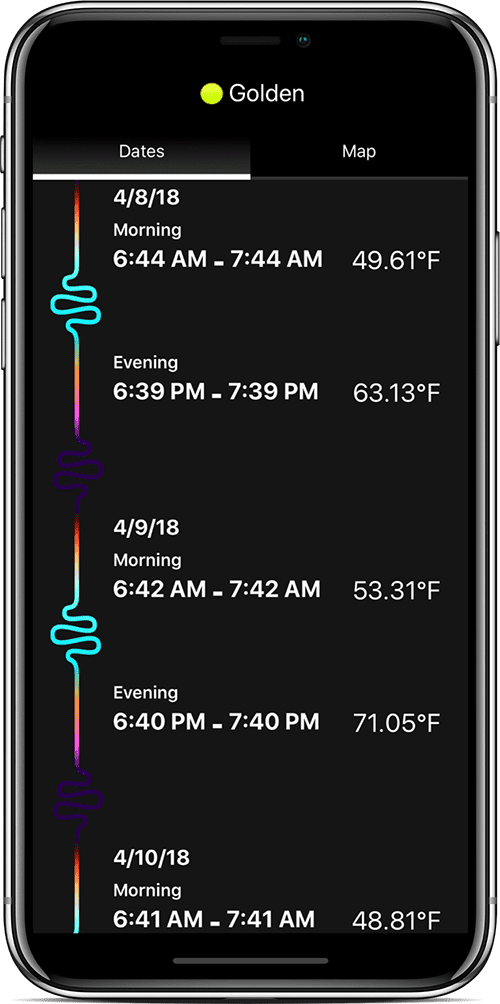 Golden
Dates Map
4/8/18
Morning
6:44 AM - 7:44 AM 49.61°F
Evening
6:39 PM - 7:39 PM 63.13°F
4/9/18
Morning
6:42 AM - 7:42 AM 53.31°F
Evening
6:40 PM - 7:40 PM 71.05°F
4/10/18
Morning
6:41 AM - 7:41 AM 48.81°F